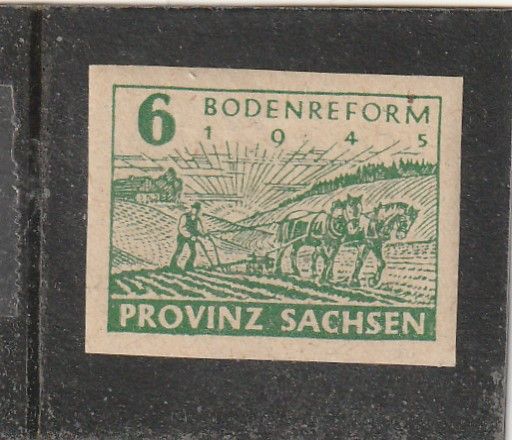 6 BODENREFORM
1 9 4 5
PROVINZ SACHSEN